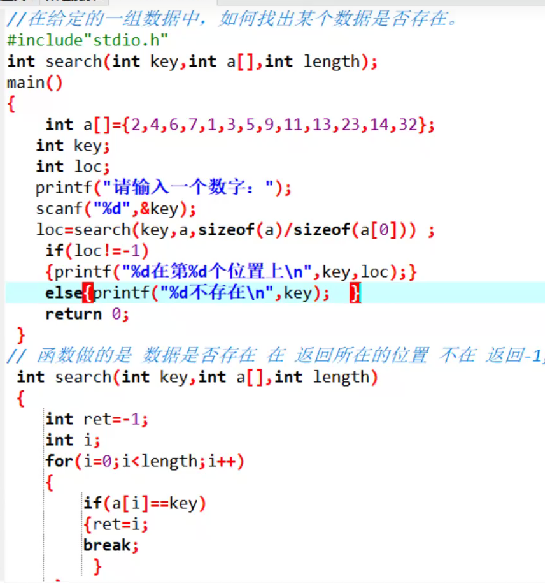 //在给定的一组数据中，如何找出某个数据是否存在。
#include"stdio.h"
int search(int key,int a[],int length);
main()
{
int a[]={2,4,6,7,1,3,5,9,11,13,23,14,32};
int key;
int loc;
printf("请输入一个数字：");
scanf("%d",&key);
loc=search(key,a,sizeof(a)/sizeof(a[0])) ;
if(loc!=-1)
{printf("%d在第%d个位置上\n",key,loc);}
else{printf("%d不存在\n",key);  }
return 0;
}
// 函数做的是 数据是否存在 在 返回所在的位置 不在 返回-1
int search(int key,int a[],int length)
{
int ret=-1;
int i;
for(i=0;i<length;i++)
{
if(a[i]==key)
{ret=i;
break;
}